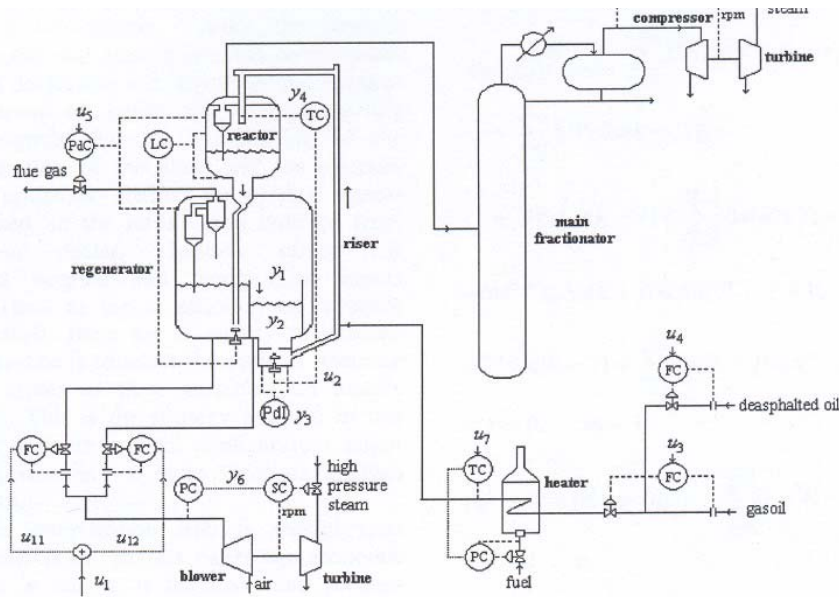 steam
compressor
rpm
turbine
y4
TC
u5
reactor
PdC
LC
flue gas
riser
main
fractionator
regenerator
y1
y2
u4
FC
u2
deasphalted oil
PdI
y3
u7
u3
FC
FC
y6
high
pressure
steam
TC
heater
FC
PC
SC
gasoil
rpm
u11
u12
PC
fuel
blower
air
turbine
u1